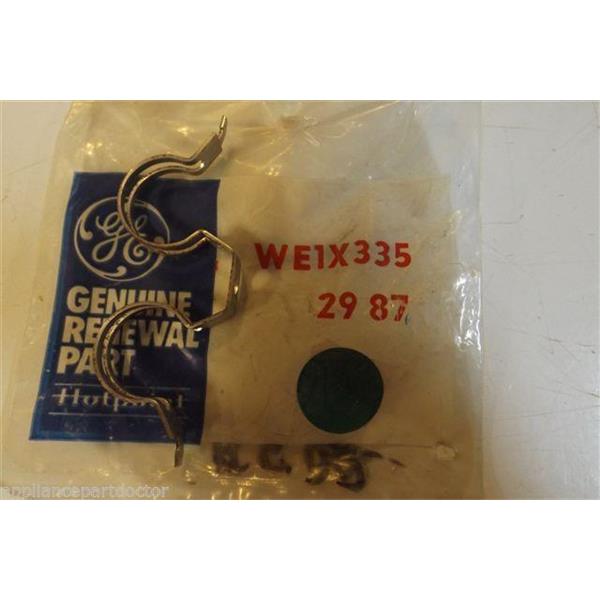 GE
GENUINE
RENEWAL
PART
Hotpoint
WE1X335
29 87
appliancepartdoctor